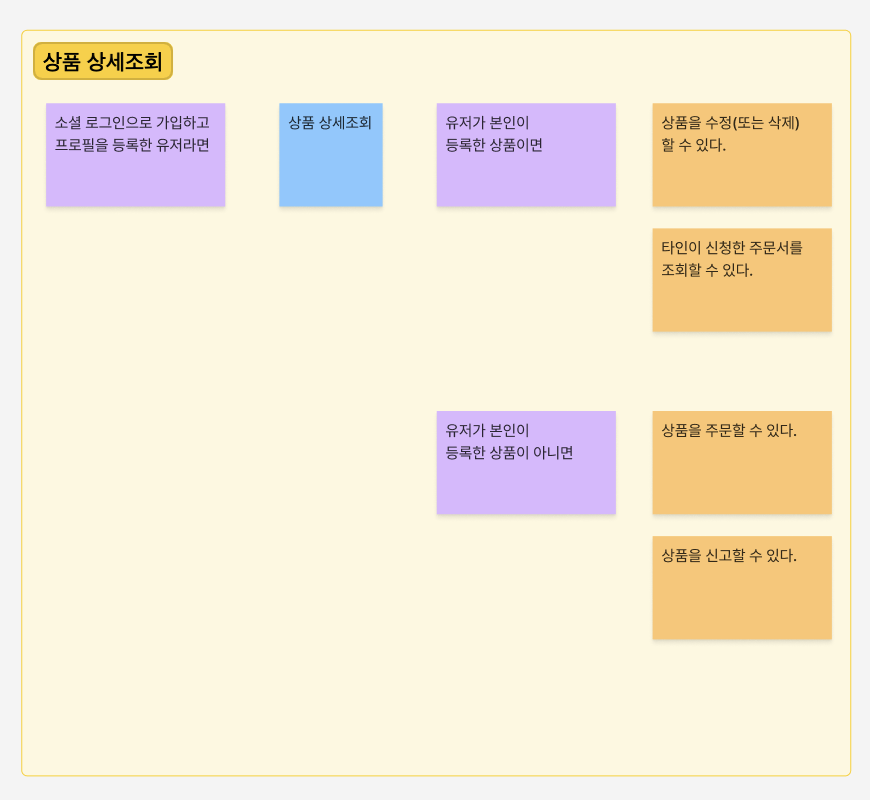 상품 상세조회
소셜 로그인으로 가입하고
프로필을 등록한 유저라면
상품 상세조회
유저가 본인이
등록한 상품이면
상품을 수정(또는 삭제)
할 수 있다.
타인이 신청한 주문서를
조회할 수 있다.
유저가 본인이
등록한 상품이 아니면
상품을 주문할 수 있다.
상품을 신고할 수 있다.